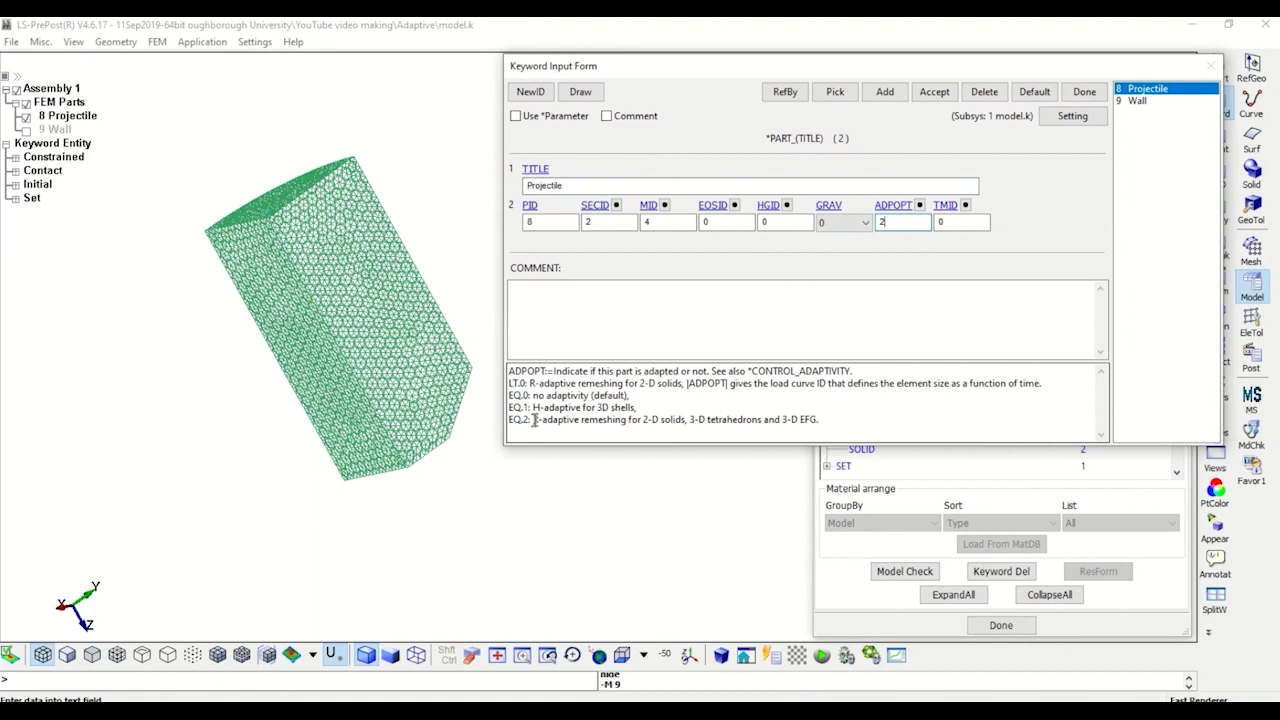 LS-PrePost(R) V4.6.17 - 11Sep2019-64bit oughborough University\YouTube video making\Adaptive\model.k
File Misc. View Geometry FEM Application Settings Help
Assembly 1
FEM Parts
8 Projectile
9 Wall
Keyword Entity
Constrained
Contact
Initial
Set
Keyword Input Form
NewID Draw RefBy Pick Add Accept Delete Default Done
Use *Parameter Comment (Subsys: 1 model.k) Setting
*PART_(TITLE) (2)
1 TITLE
Projectile
2 PID SECID MID EOSID HGID GRAV ADPOPT TMID
8 2 4 0 0 0 2 0
COMMENT:
ADPOPT:=Indicate if this part is adapted or not. See also *CONTROL_ADAPTIVITY.
LT.0: R-adaptive remeshing for 2-D solids, |ADPOPT| gives the load curve ID that defines the element size as a function of time.
EQ.0: no adaptivity (default),
EQ.1: H-adaptive for 3D shells,
EQ.2: R-adaptive remeshing for 2-D solids, 3-D tetrahedrons and 3-D EFG.
8 Projectile
9 Wall
SOLID 2
SET 1
Material arrange
GroupBy Sort List
Model Type All
Load From MatDB
Model Check Keyword Del ResForm
ExpandAll CollapseAll
Done
RefGeo
Curve
Surf
Solid
GeoTol
Mesh
Model
EleTol
Post
MS
MS
MdChk
Favor1
Views
PtColor
Appear
Annotat
SplitW
Y
X
Z
U.
Shft
Ctrl
-50
>
hide
-M 9
Enter data into text field
Fast Renderer